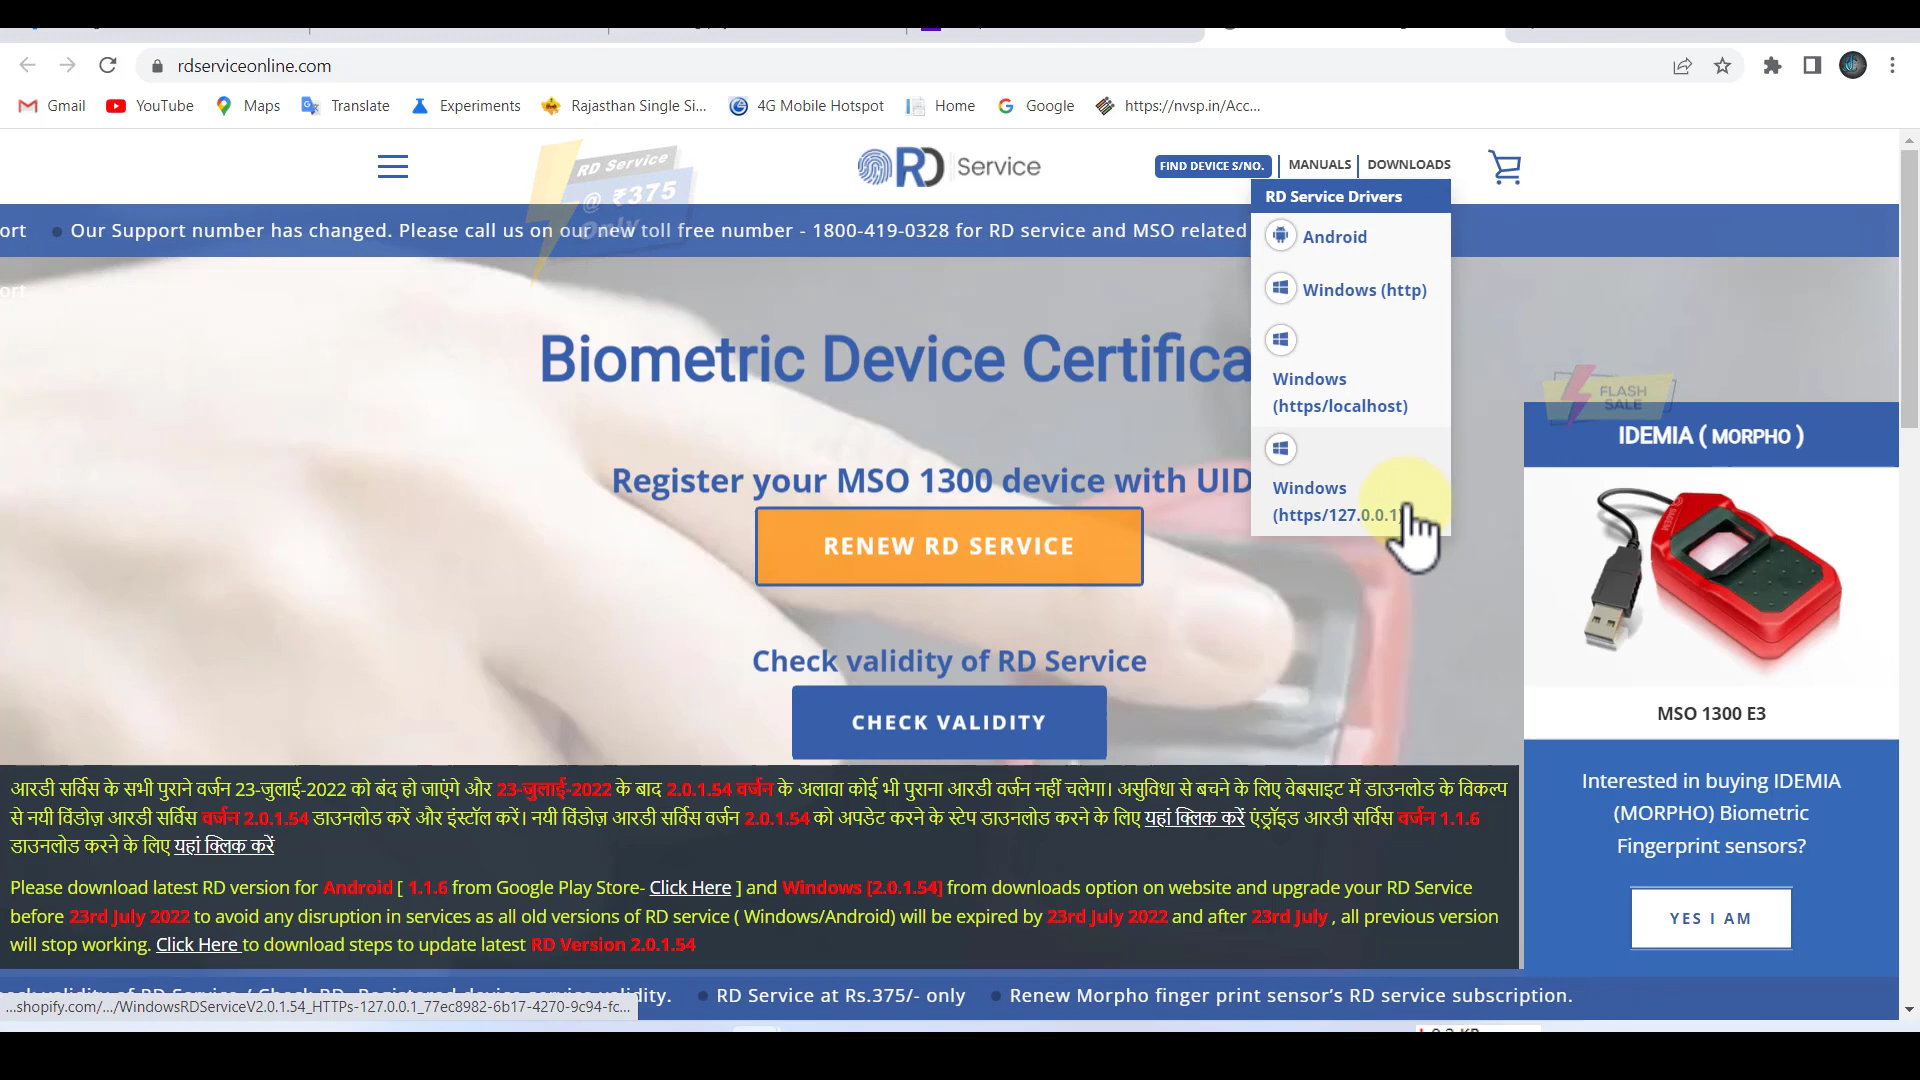 rdserviceonline.com
Gmail YouTube Maps Translate Experiments Rajasthan Single Si... 4G Mobile Hotspot Home Google https://nvsp.in/Acc...
RD Service
@ ₹375
Only
RD Service
FIND DEVICE S/NO. MANUALS DOWNLOADS
RD Service Drivers
ort Our Support number has changed. Please call us on our new toll free number - 1800-419-0328 for RD service and MSO related
Android
ort
Windows (http)
Windows
(https/localhost)
Windows
(https/127.0.0.1)
Biometric Device Certifica
Register your MSO 1300 device with UID
RENEW RD SERVICE
Check validity of RD Service
CHECK VALIDITY
FLASH
SALE
IDEMIA ( MORPHO )
MSO 1300 E3
Interested in buying IDEMIA
(MORPHO) Biometric
Fingerprint sensors?
YES I AM
आरडी सर्विस के सभी पुराने वर्जन 23-जुलाई-2022 को बंद हो जाएंगे और 23-जुलाई-2022 के बाद 2.0.1.54 वर्जन के अलावा कोई भी पुराना आरडी वर्जन नहीं चलेगा। असुविधा से बचने के लिए वेबसाइट में डाउनलोड के विकल्प
से नयी विंडोज़ आरडी सर्विस वर्जन 2.0.1.54 डाउनलोड करें और इंस्टॉल करें। नयी विंडोज़ आरडी सर्विस वर्जन 2.0.1.54 को अपडेट करने के स्टेप डाउनलोड करने के लिए यहां क्लिक करें एंड्रॉइड आरडी सर्विस वर्जन 1.1.6
डाउनलोड करने के लिए यहां क्लिक करें
Please download latest RD version for Android [ 1.1.6 from Google Play Store- Click Here ] and Windows [2.0.1.54] from downloads option on website and upgrade your RD Service
before 23rd July 2022 to avoid any disruption in services as all old versions of RD service ( Windows/Android) will be expired by 23rd July 2022 and after 23rd July , all previous version
will stop working. Click Here to download steps to update latest RD Version 2.0.1.54
validity. RD Service at Rs.375/- only Renew Morpho finger print sensor's RD service subscription.
...shopify.com/.../WindowsRDServiceV2.0.1.54_HTTPs-127.0.0.1_77ec8982-6b17-4270-9c94-fc...